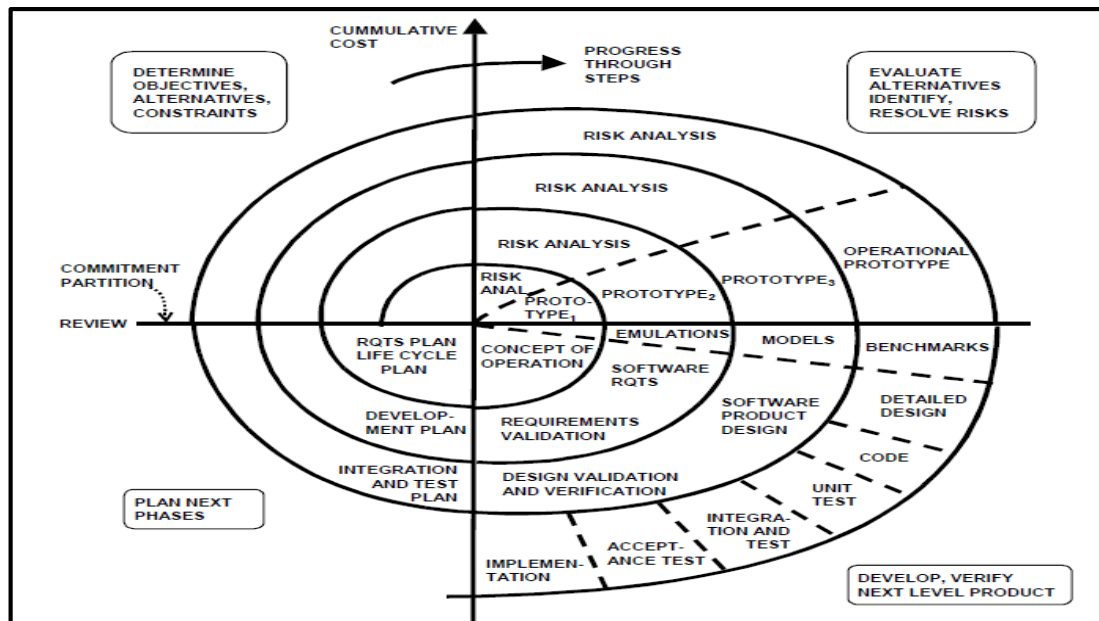 CUMMULATIVE
COST
PROGRESS
THROUGH
STEPS
DETERMINE
OBJECTIVES,
ALTERNATIVES,
CONSTRAINTS
EVALUATE
ALTERNATIVES
IDENTIFY,
RESOLVE RISKS
RISK ANALYSIS
RISK ANALYSIS
RISK ANALYSIS
RISK
ANAL.
PROTO-
TYPE1
PROTOTYPE2
PROTOTYPE3
OPERATIONAL
PROTOTYPE
COMMITMENT
PARTITION
REVIEW
EMULATIONS
MODELS
BENCHMARKS
RQTS PLAN
LIFE CYCLE
PLAN
CONCEPT OF
OPERATION
SOFTWARE
RQTS
SOFTWARE
PRODUCT
DESIGN
DETAILED
DESIGN
DEVELOP-
MENT PLAN
REQUIREMENTS
VALIDATION
CODE
INTEGRATION
AND TEST
PLAN
DESIGN VALIDATION
AND VERIFICATION
UNIT
TEST
PLAN NEXT
PHASES
INTEGRA-
TION AND
TEST
ACCEPT-
ANCE TEST
IMPLEMEN-
TATION
DEVELOP, VERIFY
NEXT LEVEL PRODUCT